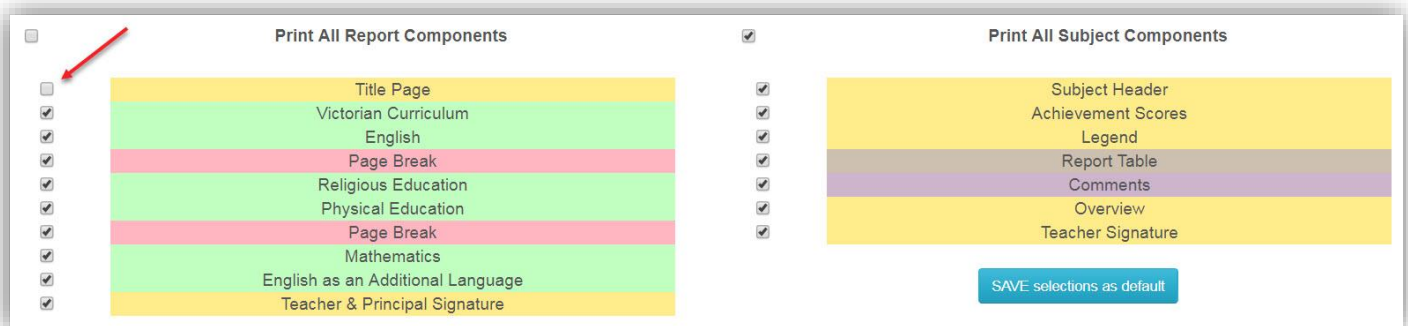 Print All Report Components
Title Page
Victorian Curriculum
English
Page Break
Religious Education
Physical Education
Page Break
Mathematics
English as an Additional Language
Teacher & Principal Signature
Print All Subject Components
Subject Header
Achievement Scores
Legend
Report Table
Comments
Overview
Teacher Signature
SAVE selections as default